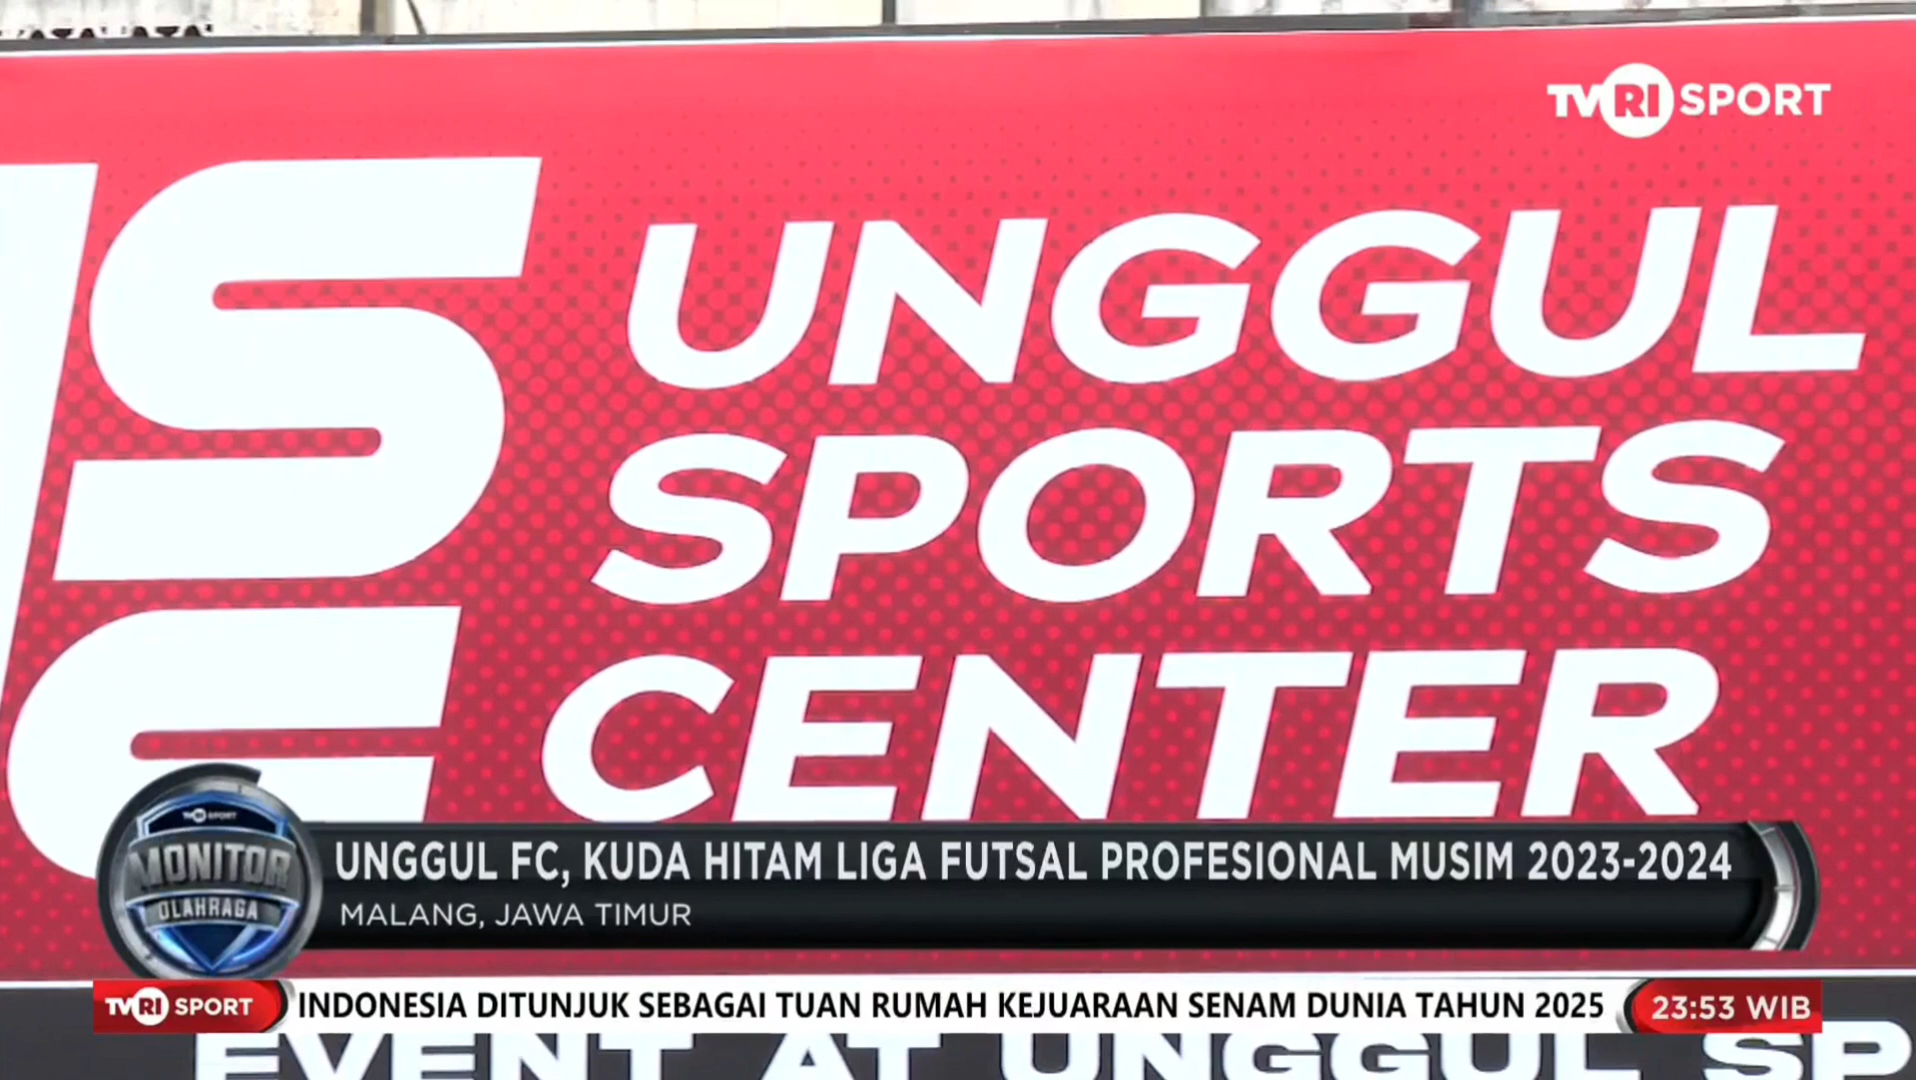 TVRI SPORT
UNGGUL
SPORTS
CENTER
TVRI SPORT
MONITOR
OLAHRAGA
UNGGUL FC, KUDA HITAM LIGA FUTSAL PROFESIONAL MUSIM 2023-2024
MALANG, JAWA TIMUR
TVRI SPORT
INDONESIA DITUNJUK SEBAGAI TUAN RUMAH KEJUARAAN SENAM DUNIA TAHUN 2025
23:53 WIB
EVENT AT UNGGUL SP